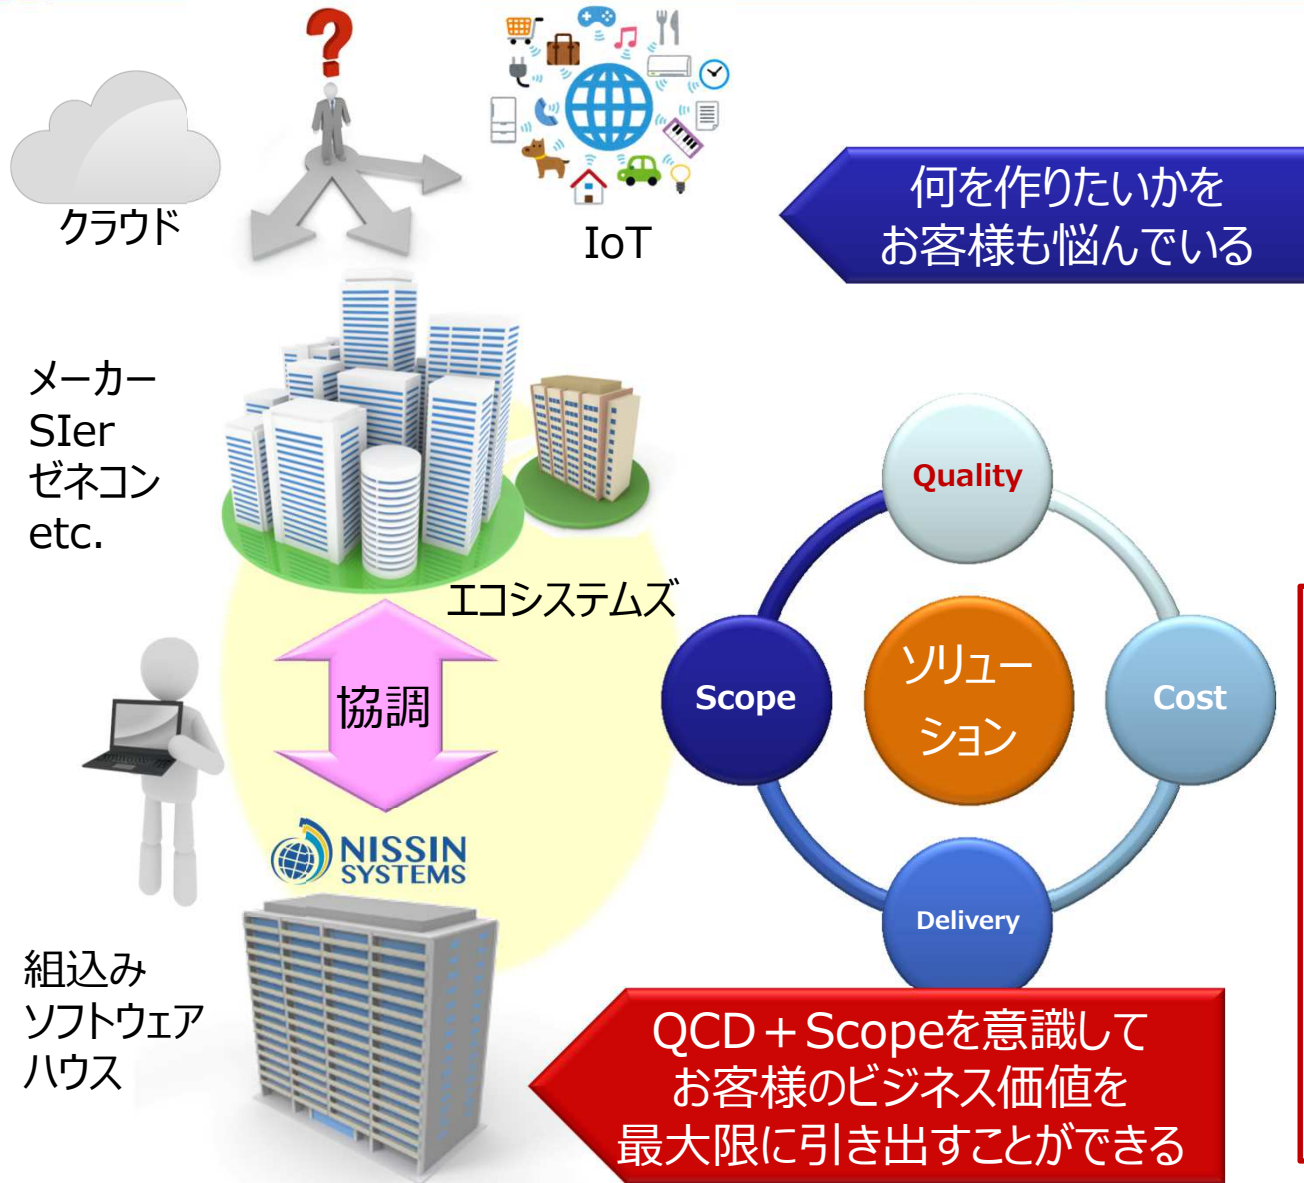 ?
クラウド
IoT
何を作りたいかを
お客様も悩んでいる
メーカー
SIer
ゼネコン
etc.
エコシステムズ
協調
NISSIN
SYSTEMS
組込み
ソフトウェア
ハウス
Quality
Scope
ソリュー
ション
Cost
Delivery
QCD+Scopeを意識して
お客様のビジネス価値を
最大限に引き出すことができる